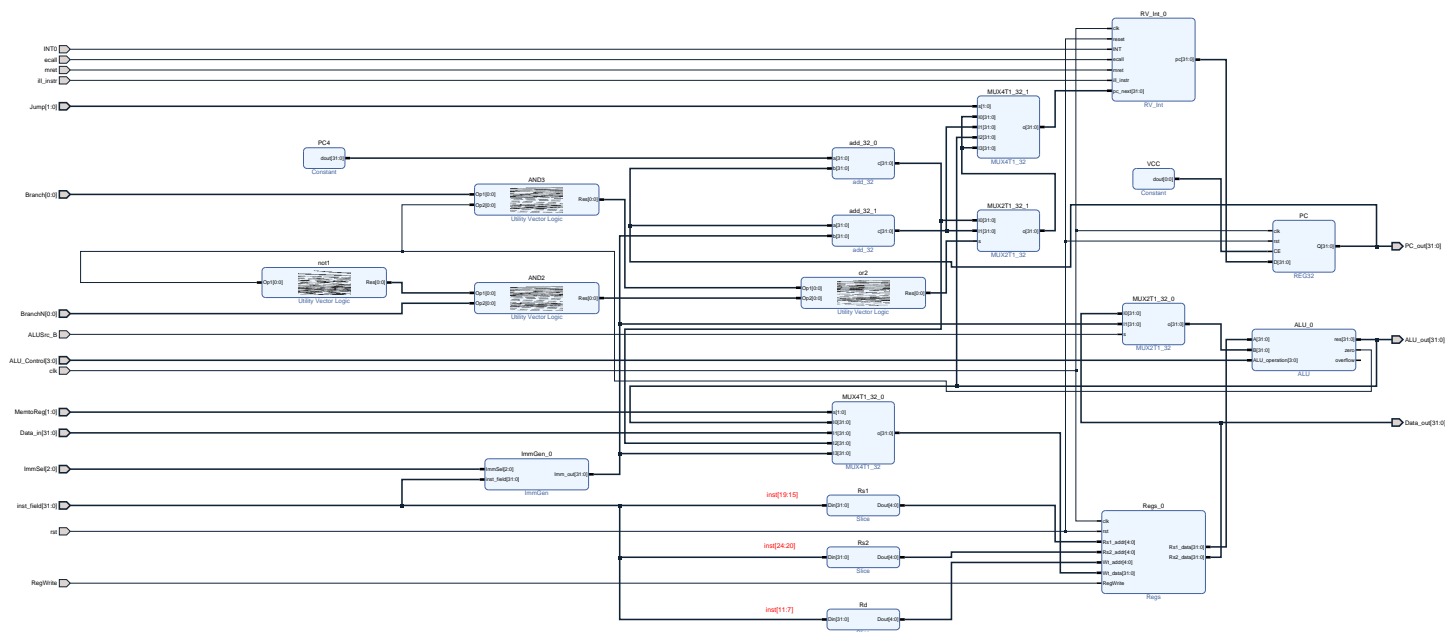 RV_Int_0
clk
reset
INT
ecall
mret
ill_instr
pc_next[31:0]
pc[31:0]
RV_Int
INT0
ecall
mret
ill_instr
Jump[1:0]
MUX4T1_32_1
s[1:0]
I0[31:0]
I1[31:0]
I2[31:0]
I3[31:0]
o[31:0]
MUX4T1_32
PC4
dout[31:0]
Constant
add_32_0
a[31:0]
b[31:0]
c[31:0]
add_32
VCC
dout[0:0]
Constant
Branch[0:0]
AND3
Op1[0:0]
Op2[0:0]
Res[0:0]
Utility Vector Logic
add_32_1
a[31:0]
b[31:0]
c[31:0]
add_32
MUX2T1_32_1
I0[31:0]
I1[31:0]
s
o[31:0]
MUX2T1_32
PC
clk
rst
CE
D[31:0]
Q[31:0]
REG32
PC_out[31:0]
not1
Op1[0:0]
Res[0:0]
Utility Vector Logic
AND2
Op1[0:0]
Op2[0:0]
Res[0:0]
Utility Vector Logic
or2
Op1[0:0]
Op2[0:0]
Res[0:0]
Utility Vector Logic
BranchN[0:0]
ALUSrc_B
ALU_Control[3:0]
clk
MUX2T1_32_0
I0[31:0]
I1[31:0]
s
o[31:0]
MUX2T1_32
ALU_0
A[31:0]
B[31:0]
ALU_operation[3:0]
res[31:0]
zero
overflow
ALU
ALU_out[31:0]
MemtoReg[1:0]
Data_in[31:0]
MUX4T1_32_0
s[1:0]
I0[31:0]
I1[31:0]
I2[31:0]
I3[31:0]
o[31:0]
MUX4T1_32
Data_out[31:0]
ImmSel[2:0]
ImmGen_0
ImmSel[2:0]
inst_field[31:0]
Imm_out[31:0]
ImmGen
inst_field[31:0]
inst[19:15]
Rs1
Din[31:0]
Dout[4:0]
Slice
rst
inst[24:20]
Rs2
Din[31:0]
Dout[4:0]
Slice
Regs_0
clk
rst
Rs1_addr[4:0]
Rs2_addr[4:0]
Wt_addr[4:0]
Wt_data[31:0]
RegWrite
Rs1_data[31:0]
Rs2_data[31:0]
Regs
RegWrite
inst[11:7]
Rd
Din[31:0]
Dout[4:0]